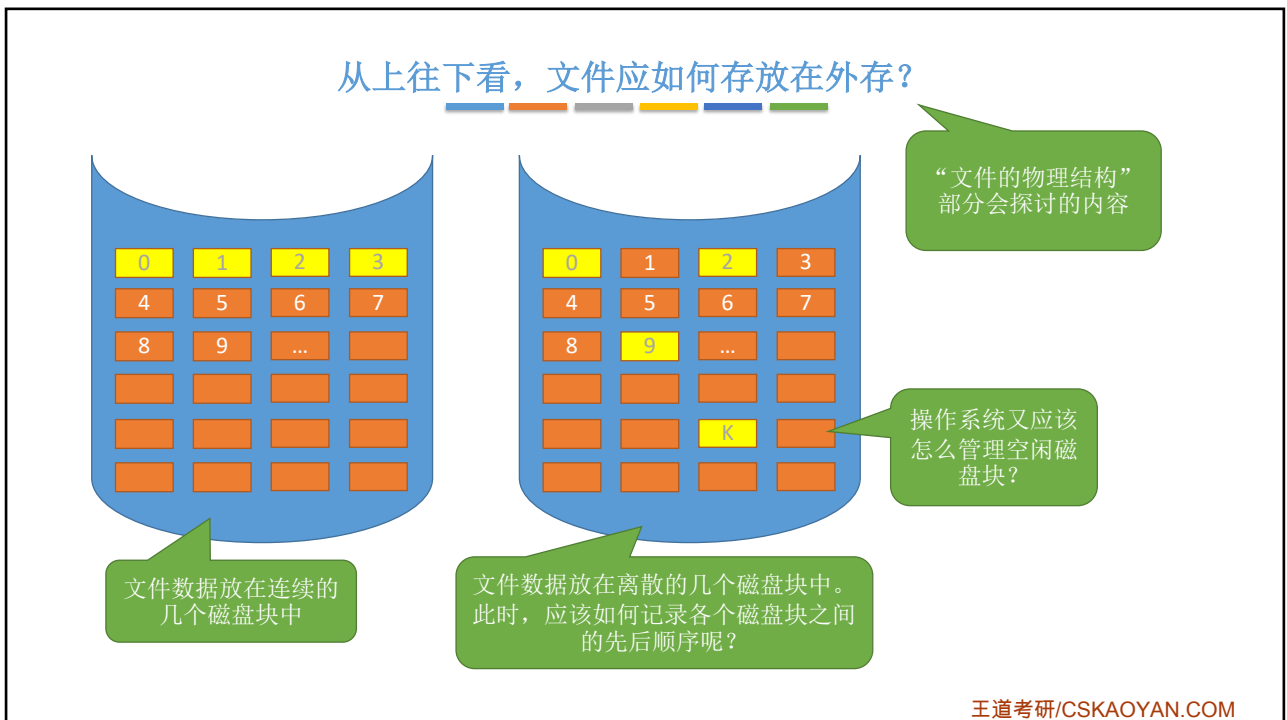 从上往下看，文件应如何存放在外存？
“文件的物理结构”
部分会探讨的内容
0 1 2 3
4 5 6 7
8 9 …
0 1 2 3
4 5 6 7
8 9 …
K
操作系统又应该
怎么管理空闲磁
盘块？
文件数据放在连续的
几个磁盘块中
文件数据放在离散的几个磁盘块中。
此时，应该如何记录各个磁盘块之间
的先后顺序呢？
王道考研/CSKAOYAN.COM